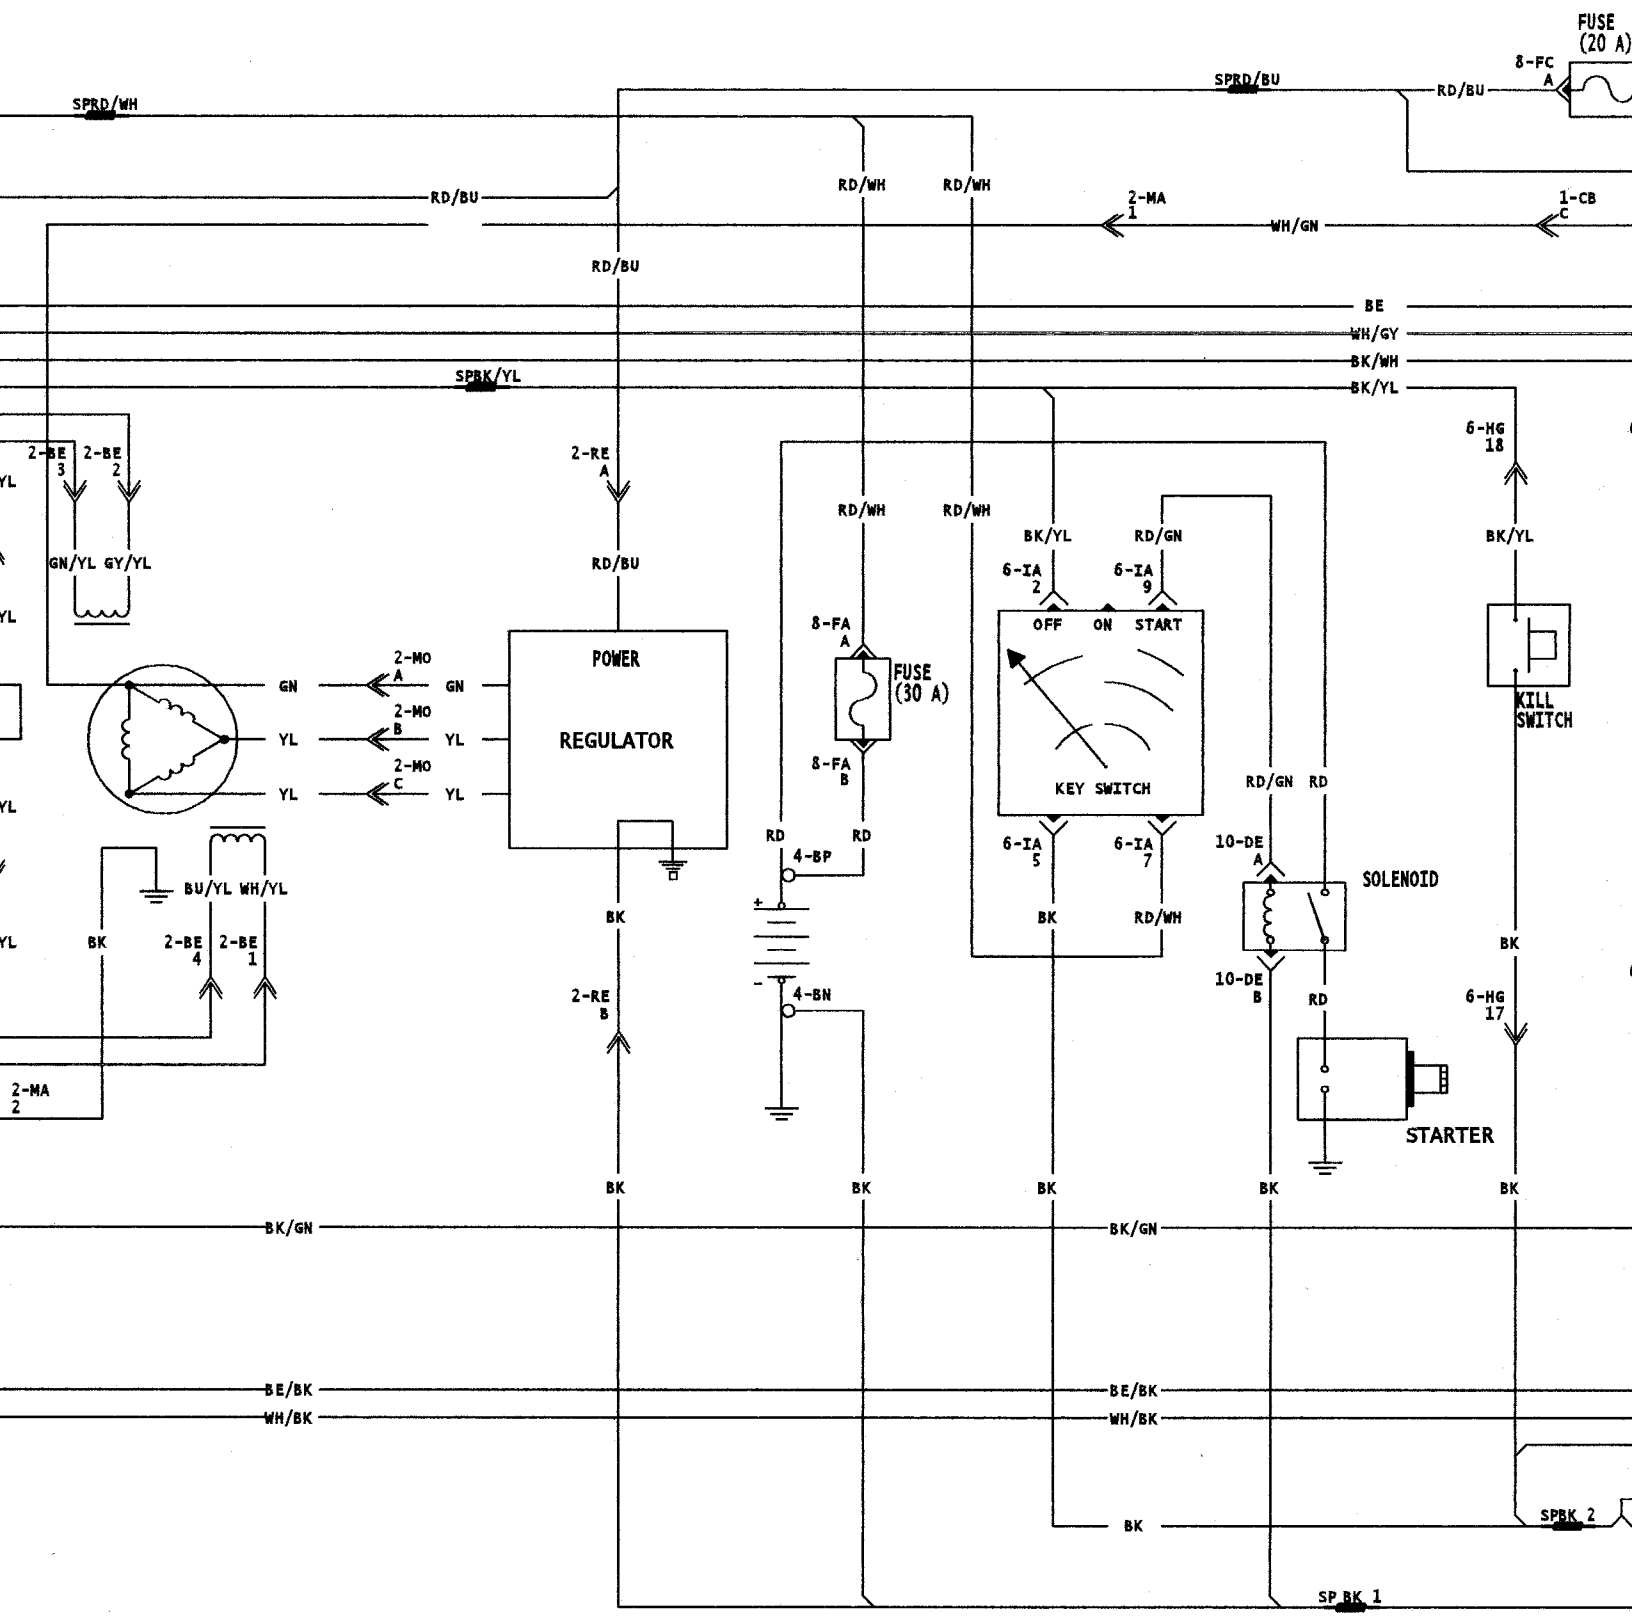 FUSE
(20 A)
8-FC
A
SPRD/BU
RD/BU
SPRD/WH
RD/WH
RD/WH
RD/BU
2-MA
1
1-CB
C
WH/GN
RD/BU
BE
WH/GY
BK/WH
SPBK/YL
BK/YL
6-HG
18
2-BE
3
2-BE
2
2-RE
A
YL
RD/WH
RD/WH
BK/YL
RD/GN
BK/YL
GN/YL
GY/YL
RD/BU
6-IA
2
6-IA
9
YL
8-FA
A
OFF
ON
START
2-MO
A
POWER
FUSE
(30 A)
GN
GN
KILL
SWITCH
2-MO
B
YL
YL
REGULATOR
2-MO
C
8-FA
B
YL
YL
KEY SWITCH
RD/GN
RD
YL
RD
RD
6-IA
5
6-IA
7
10-DE
A
4-BP
SOLENOID
BU/YL
WH/YL
+
BK
BK
RD/WH
YL
BK
2-BE
4
2-BE
1
BK
-
4-BN
10-DE
B
2-RE
B
RD
6-HG
17
2-MA
2
STARTER
BK
BK
BK
BK
BK
BK/GN
BK/GN
BE/BK
BE/BK
WH/BK
WH/BK
SPBK 2
BK
SP BK 1